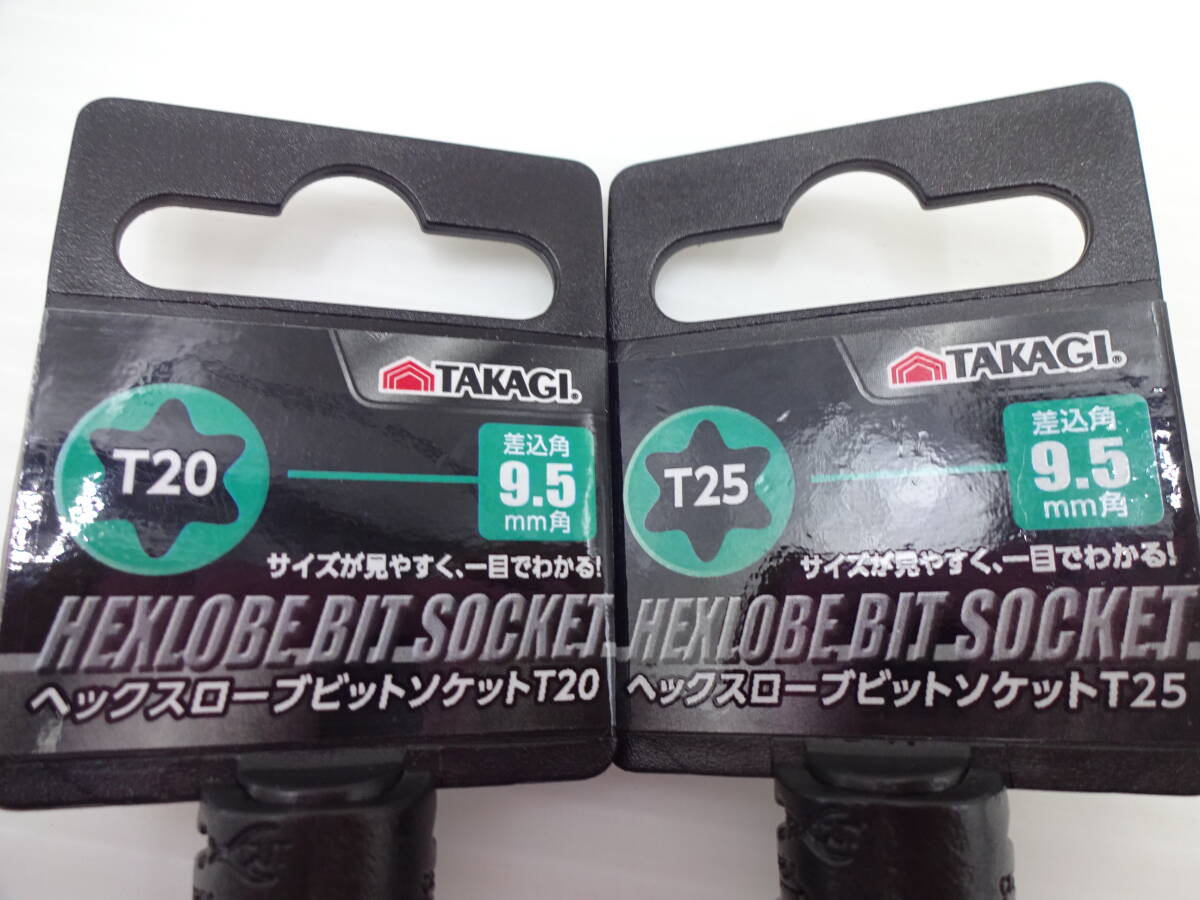 TAKAGI.
T20
差込角
9.5
mm角
サイズが見やすく、一目でわかる!
HEXLOBE BIT SOCKET
ヘックスローブビットソケットT20
TAKAGI®
T25
差込角
9.5
mm角
サイズが見やすく、一目でわかる!
HEXLOBE BIT SOCKET
ヘックスローブビットソケットT25